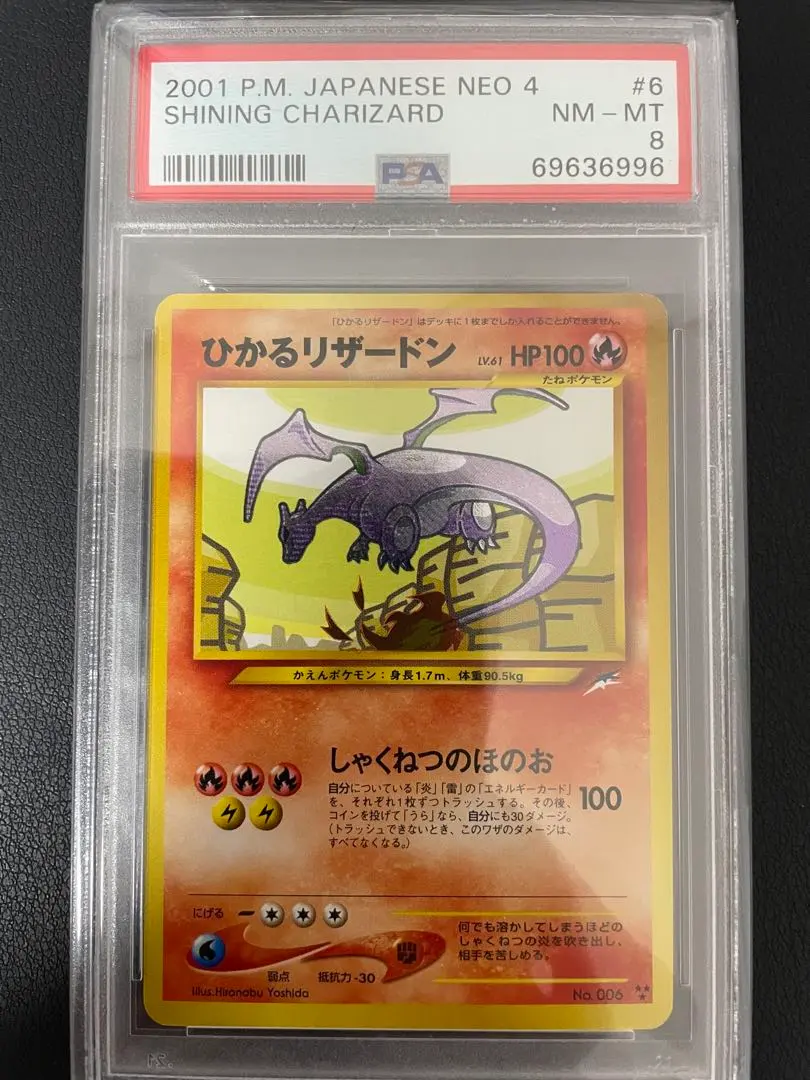 2001 P.M. JAPANESE NEO 4 #6
SHINING CHARIZARD NM - MT
8
PSA 69636996
「ひかるリザードン」はデッキに1枚までしか入れることができません。
ひかるリザードン LV.61 HP100
たねポケモン
かえんポケモン：身長1.7m、体重90.5kg
しゃくねつのほのお
自分についている「炎」「雷」の「エネルギーカード」
を、それぞれ1枚ずつトラッシュする。その後、
コインを投げて「うら」なら、自分にも30ダメージ。
（トラッシュできないとき、このワザのダメージは、
すべてなくなる。）
100
にげる
弱点 抵抗力 -30
何でも溶かしてしまうほどの
しゃくねつの炎を吹き出し、
相手を苦しめる。
Illus.Hironobu Yoshida No. 006